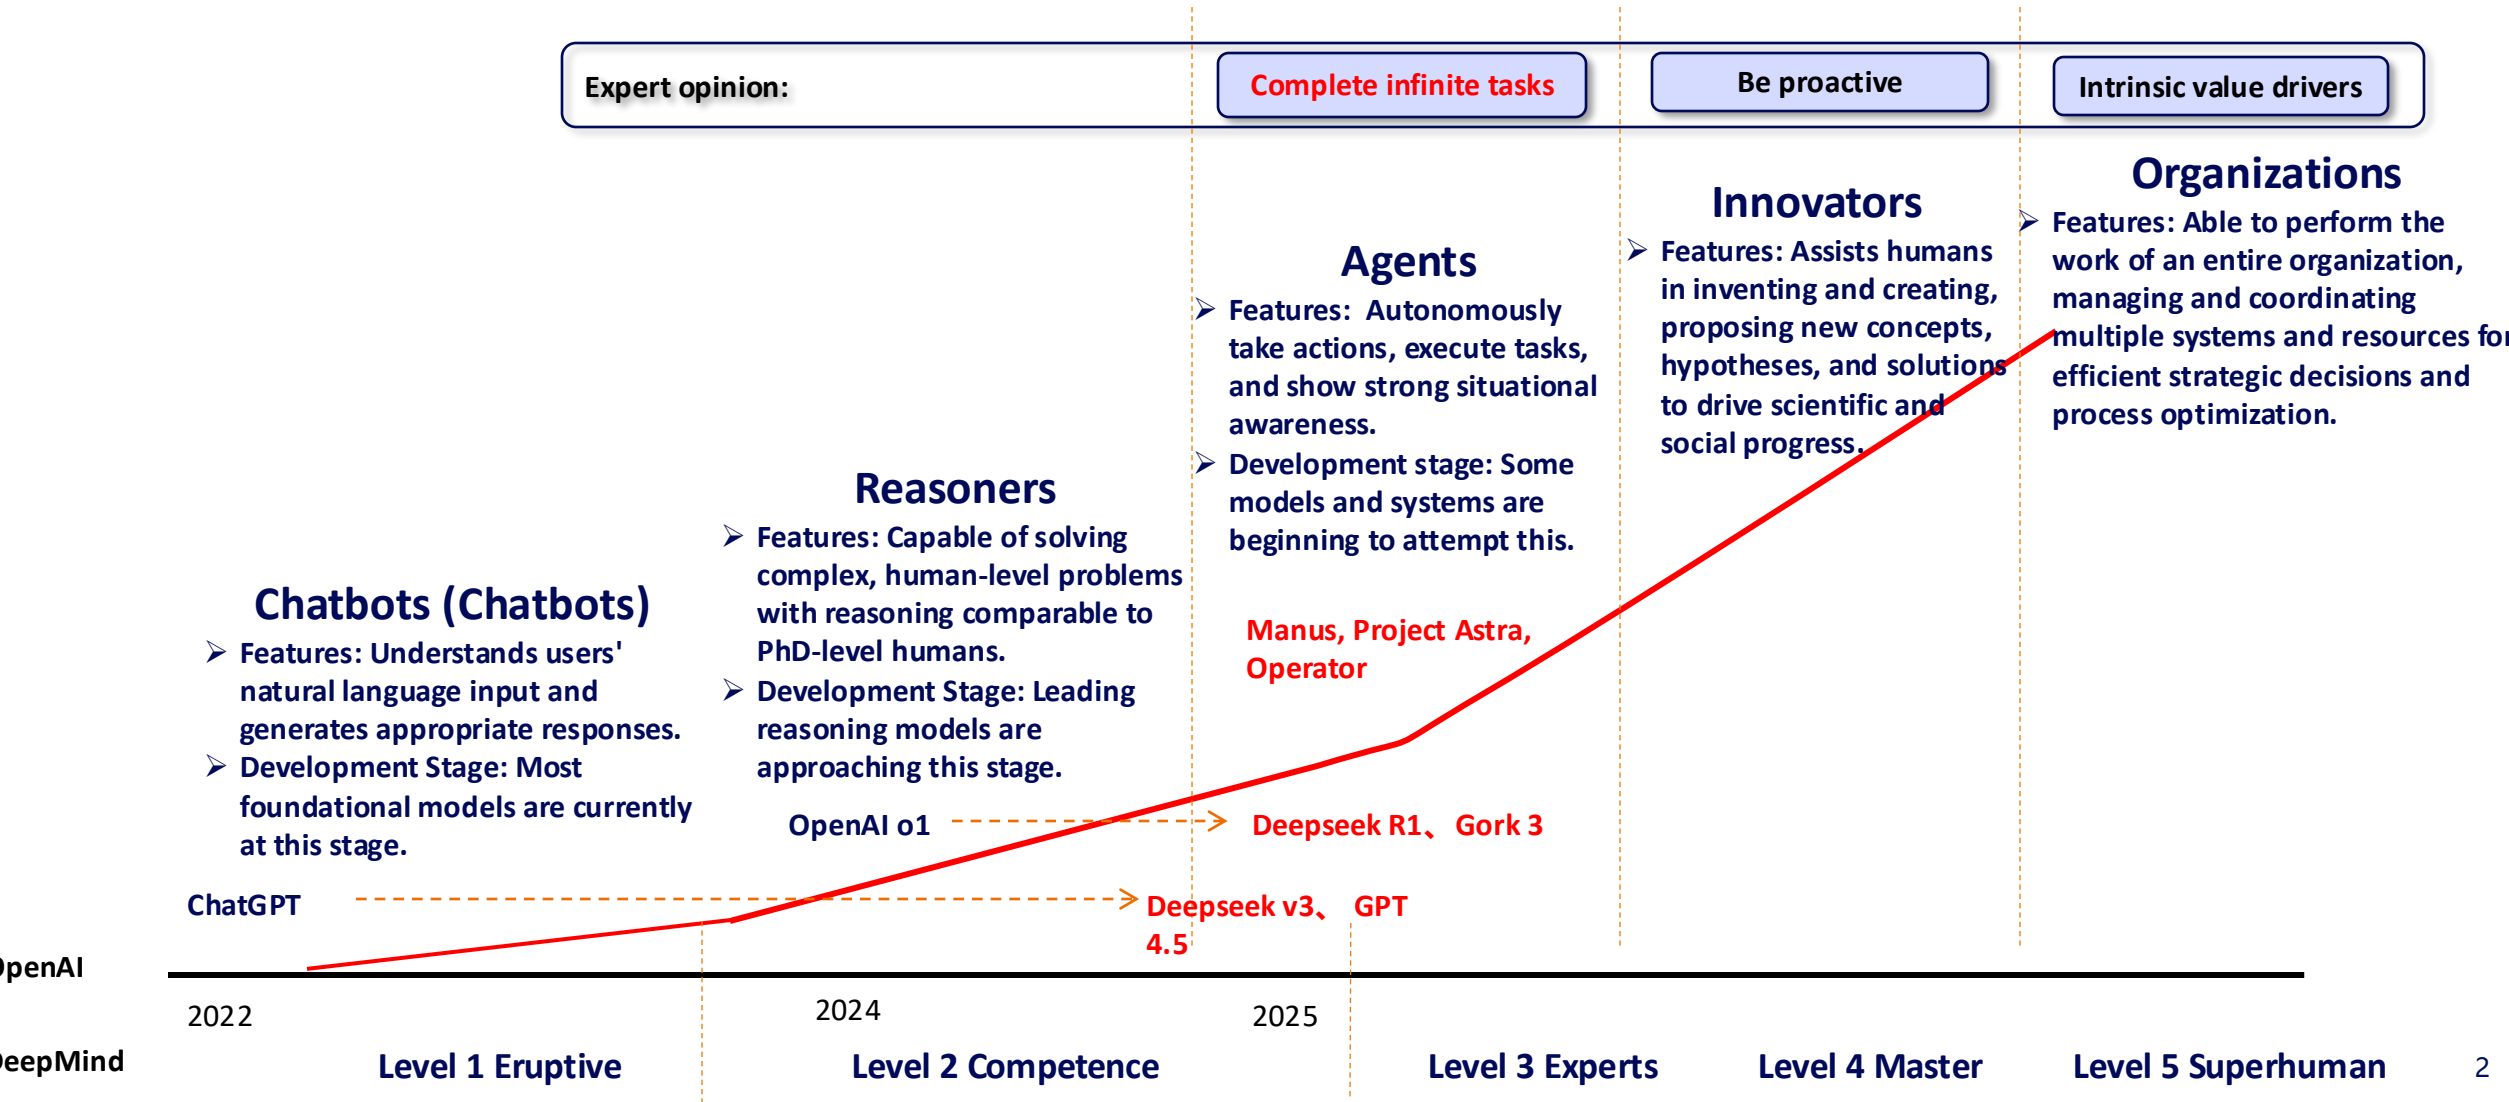 Expert opinion:
Complete infinite tasks
Be proactive
Intrinsic value drivers
Chatbots (Chatbots)
Features: Understands users'
natural language input and
generates appropriate responses.
Development Stage: Most
foundational models are currently
at this stage.
Reasoners
Features: Capable of solving
complex, human-level problems
with reasoning comparable to
PhD-level humans.
Development Stage: Leading
reasoning models are
approaching this stage.
Agents
Features:  Autonomously
take actions, execute tasks,
and show strong situational
awareness.
Development stage: Some
models and systems are
beginning to attempt this.
Innovators
Features: Assists humans
in inventing and creating,
proposing new concepts,
hypotheses, and solutions
to drive scientific and
social progress.
Organizations
Features: Able to perform the
work of an entire organization,
managing and coordinating
multiple systems and resources for
efficient strategic decisions and
process optimization.
Manus, Project Astra,
Operator
OpenAI o1
Deepseek R1、 Gork 3
ChatGPT
Deepseek v3、 GPT
4.5
OpenAI
2022
2024
2025
DeepMind
Level 1 Eruptive
Level 2 Competence
Level 3 Experts
Level 4 Master
Level 5 Superhuman
2